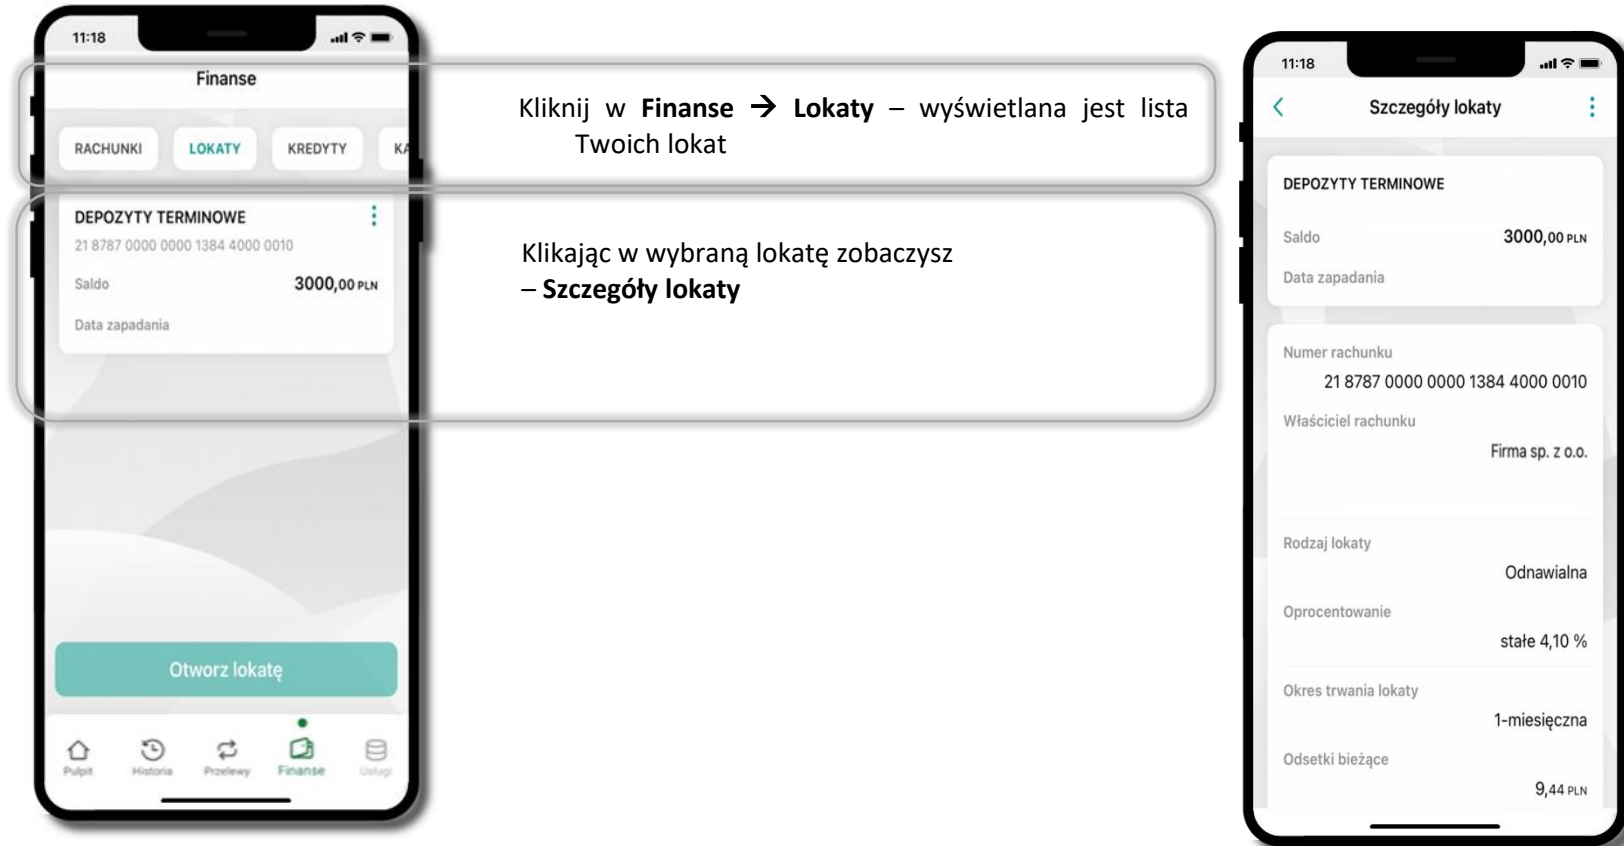 11:18
Finanse
RACHUNKI LOKATY KREDYTY KA
DEPOZYTY TERMINOWE
21 8787 0000 0000 1384 4000 0010
Saldo 3000,00 PLN
Data zapadania
Otworz lokatę
Pulpit Historia Przelewy Finanse Usługi
Kliknij w Finanse → Lokaty – wyświetlana jest lista
Twoich lokat
Klikając w wybraną lokatę zobaczysz
– Szczegóły lokaty
11:18
Szczegóły lokaty
DEPOZYTY TERMINOWE
Saldo 3000,00 PLN
Data zapadania
Numer rachunku
21 8787 0000 0000 1384 4000 0010
Właściciel rachunku
Firma sp. z o.o.
Rodzaj lokaty
Odnawialna
Oprocentowanie
stałe 4,10 %
Okres trwania lokaty
1-miesięczna
Odsetki bieżące
9,44 PLN